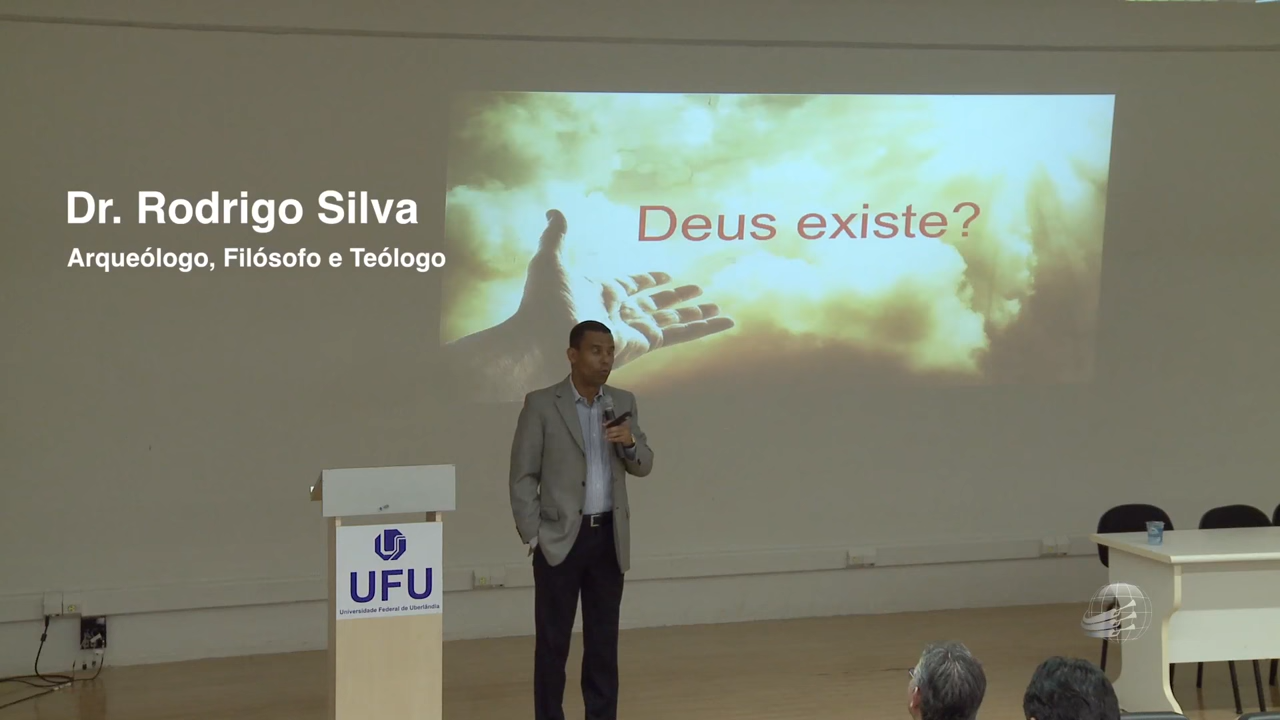 Dr. Rodrigo Silva
Arqueólogo, Filósofo e Teólogo
Deus existe?
UFU
Universidade Federal de Uberlândia